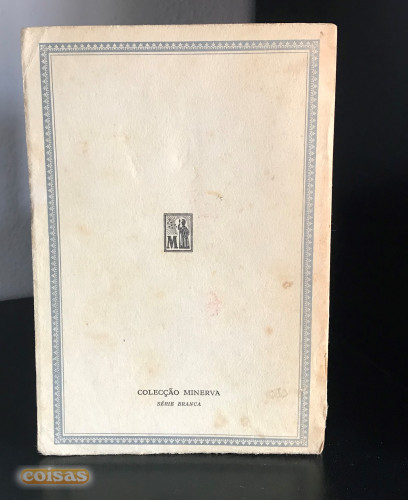 M
COLECÇÃO MINERVA
SÉRIE BRANCA
coisas